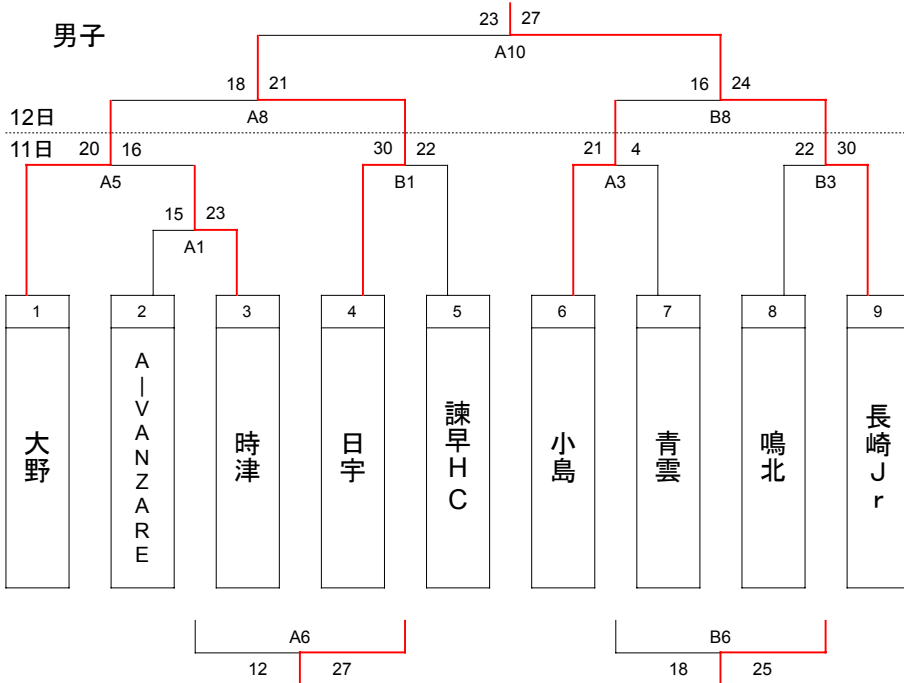 男子
23 27
A10
18 21
16 24
A8
B8
12日
11日
20 16
30 22
21 4
22 30
A5
B1
A3
B3
15 23
A1
1 2 3 4 5 6 7 8 9
大野
A|VANZARE
時津
日宇
諫早HC
小島
青雲
鳴北
長崎Jr
A6
B6
12 27
18 25